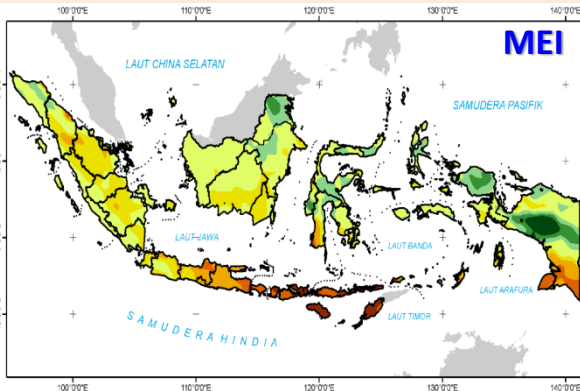 100°0'0"E 110°0'0"E 120°0'0"E 130°0'0"E 140°0'0"E
MEI
LAUT CHINA SELATAN
SAMUDERA PASIFIK
LAUT JAWA
LAUT BANDA
LAUT ARAFURA
LAUT TIMOR
SAMUDERA HINDIA
100°0'0"E 110°0'0"E 120°0'0"E 130°0'0"E 140°0'0"E